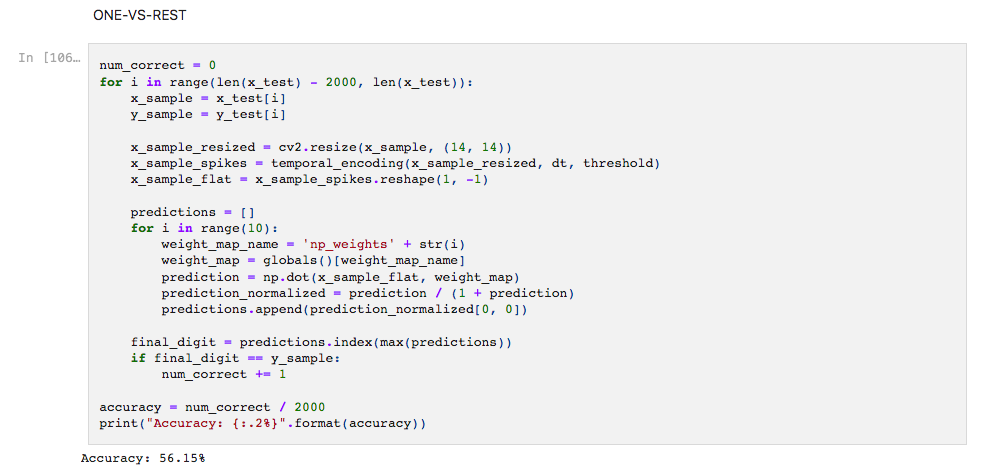 ONE-VS-REST
In [106…
num_correct = 0
for i in range(len(x_test) - 2000, len(x_test)):
    x_sample = x_test[i]
    y_sample = y_test[i]

    x_sample_resized = cv2.resize(x_sample, (14, 14))
    x_sample_spikes = temporal_encoding(x_sample_resized, dt, threshold)
    x_sample_flat = x_sample_spikes.reshape(1, -1)

    predictions = []
    for i in range(10):
        weight_map_name = 'np_weights' + str(i)
        weight_map = globals()[weight_map_name]
        prediction = np.dot(x_sample_flat, weight_map)
        prediction_normalized = prediction / (1 + prediction)
        predictions.append(prediction_normalized[0, 0])

    final_digit = predictions.index(max(predictions))
    if final_digit == y_sample:
        num_correct += 1

accuracy = num_correct / 2000
print("Accuracy: {:.2%}".format(accuracy))
Accuracy: 56.15%